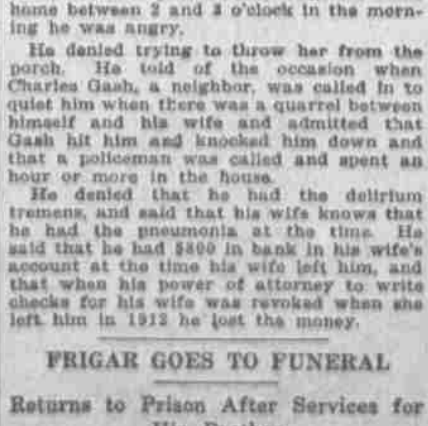 home between 2 and 3 o'clock in the morn-
ing he was angry.
He denied trying to throw her from the
porch. He told of the occasion when
Charles Gash, a neighbor, was called in to
quiet him when there was a quarrel between
himself and his wife and admitted that
Gash hit him and knocked him down and
that a policeman was called and spent an
hour or more in the house.
He denied that he had the delirium
tremens, and said that his wife knows that
he had the pneumonia at the time. He
said that he had $800 in bank in his wife's
account at the time his wife left him, and
that when his power of attorney to write
checks for his wife was revoked when she
left him in 1912 he lost the money.
FRIGAR GOES TO FUNERAL
Returns to Prison After Services for